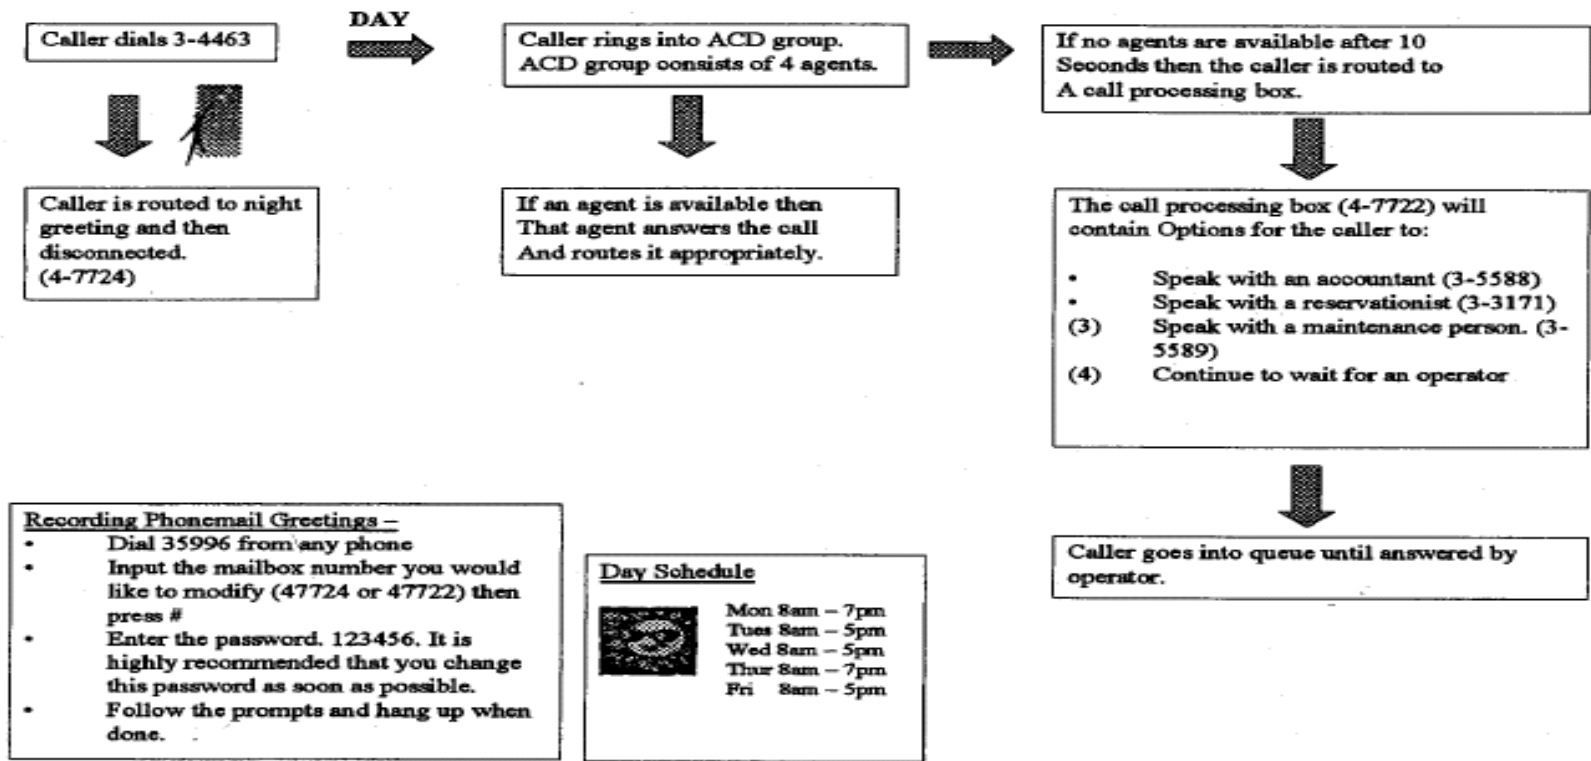 DAY
Caller dials 3-4463
Caller rings into ACD group.
ACD group consists of 4 agents.
If no agents are available after 10
Seconds then the caller is routed to
A call processing box.
Caller is routed to night
greeting and then
disconnected.
(4-7724)
If an agent is available then
That agent answers the call
And routes it appropriately.
The call processing box (4-7722) will
contain Options for the caller to:
• Speak with an accountant (3-5588)
• Speak with a reservationist (3-3171)
(3) Speak with a maintenance person. (3-
5589)
(4) Continue to wait for an operator
Caller goes into queue until answered by
operator.
Recording Phonemail Greetings –
• Dial 35996 from any phone
• Input the mailbox number you would
like to modify (47724 or 47722) then
press #
• Enter the password. 123456. It is
highly recommended that you change
this password as soon as possible.
• Follow the prompts and hang up when
done.
Day Schedule
Mon 8am – 7pm
Tues 8am – 5pm
Wed 8am – 5pm
Thur 8am – 7pm
Fri 8am – 5pm